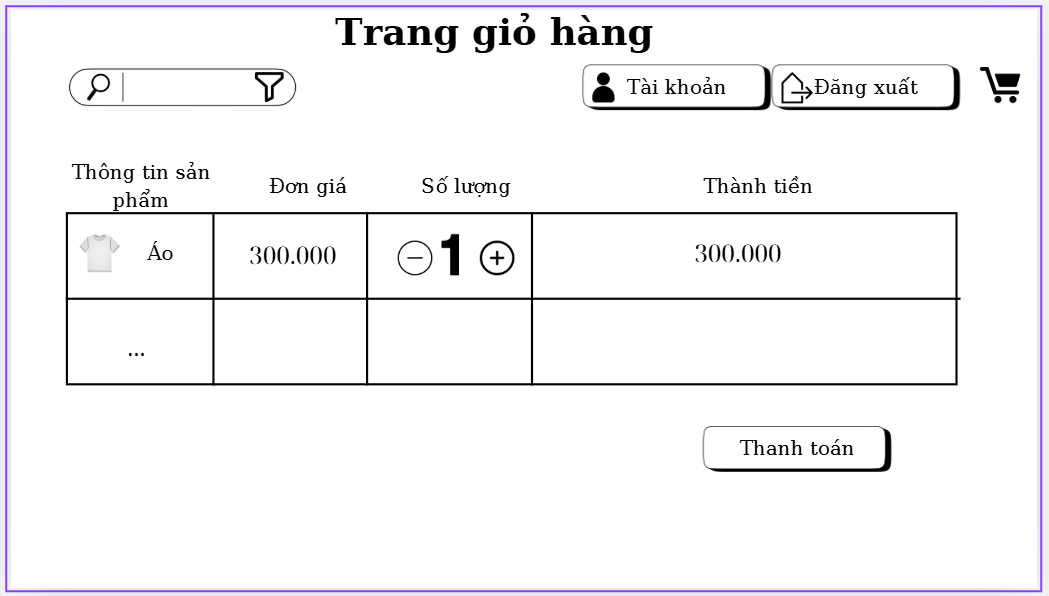 Trang giỏ hàng
Tài khoản
Đăng xuất
Thông tin sản
phẩm
Đơn giá
Số lượng
Thành tiền
Áo
300.000
1
300.000
...
Thanh toán